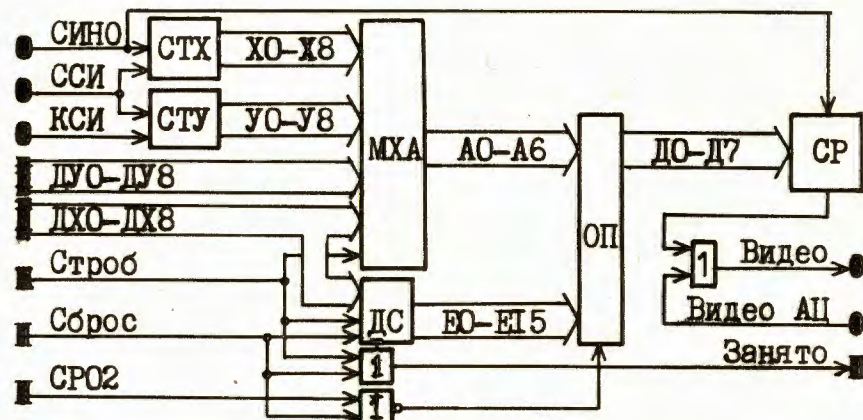 СИНО СТХ Х0-Х8
ССИ
КСИ СТУ У0-У8
МХА А0-А6 ОП Д0-Д7 СР
ДУ0-ДУ8
ДХ0-ДХ8
Строб
1 Видео
Сброс ДС Е0-Е15 Видео АЦ
1 Занято
СР02 1